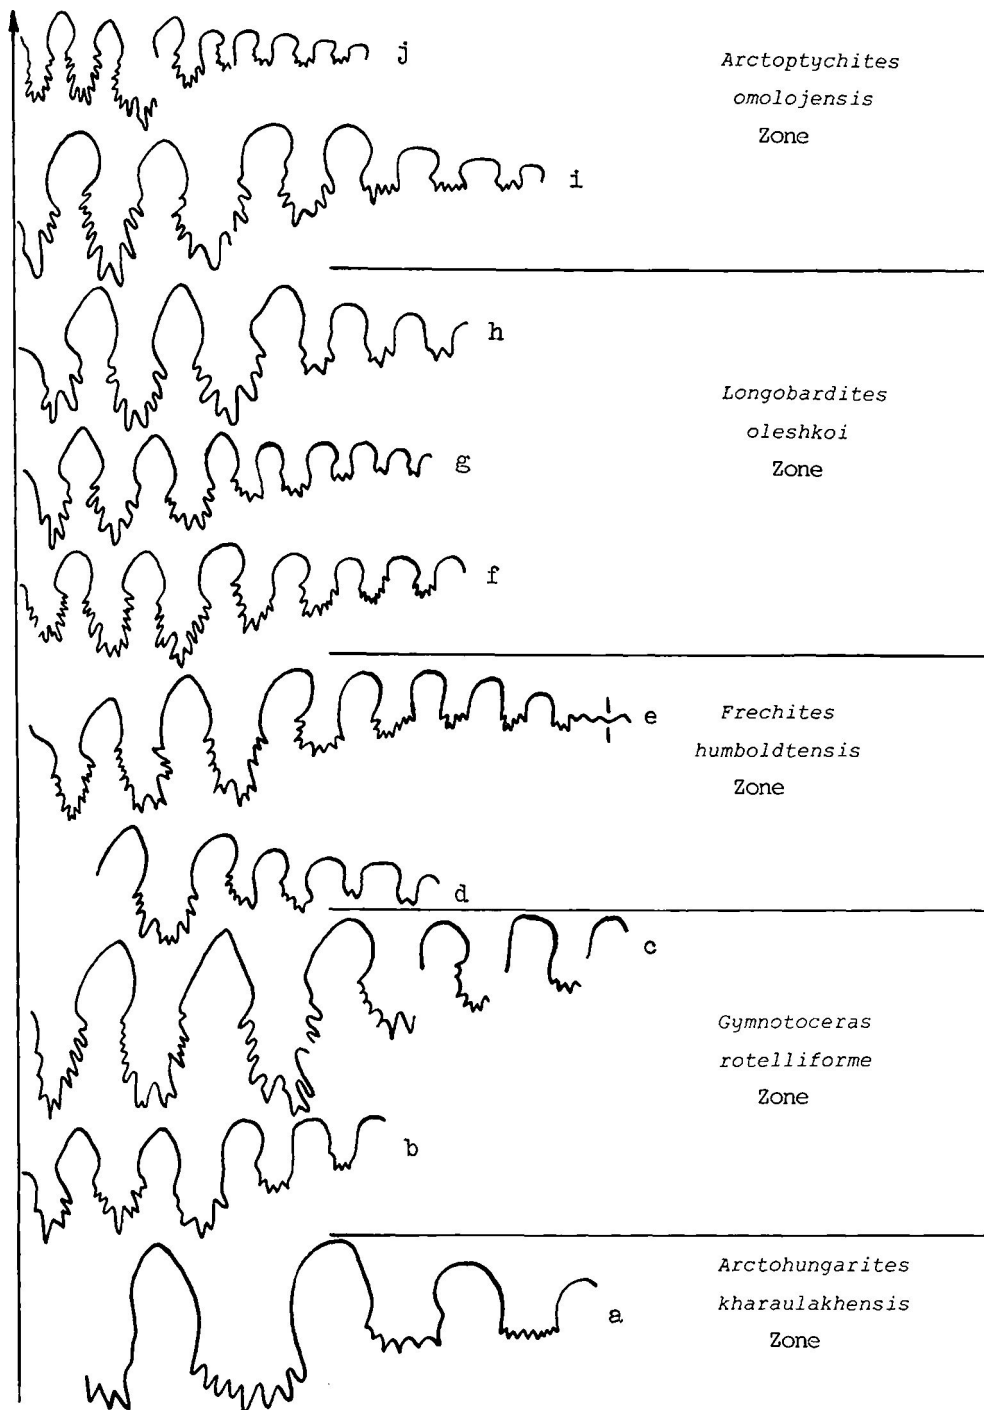 j
Arctoptychites
omolojensis
Zone
i
h
Longobardites
oleshkoi
Zone
g
f
e
Frechites
humboldtensis
Zone
d
c
Gymnotoceras
rotelliforme
Zone
b
Arctohungarites
kharaulakhensis
Zone
a